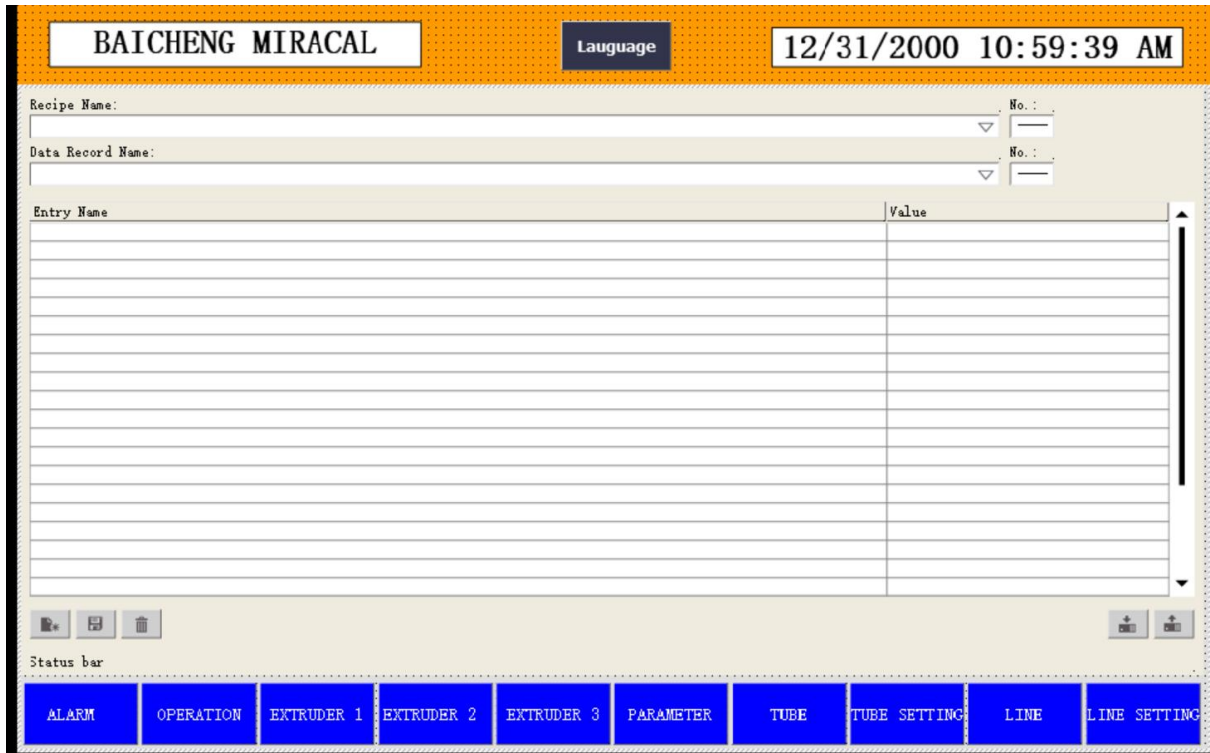 BAICHENG MIRACAL
Lauguage
12/31/2000 10:59:39 AM
Recipe Name:
No.:
Data Record Name:
No.:
Entry Name Value
Status bar
ALARM OPERATION EXTRUDER 1 EXTRUDER 2 EXTRUDER 3 PARAMETER TUBE TUBE SETTING LINE LINE SETTING